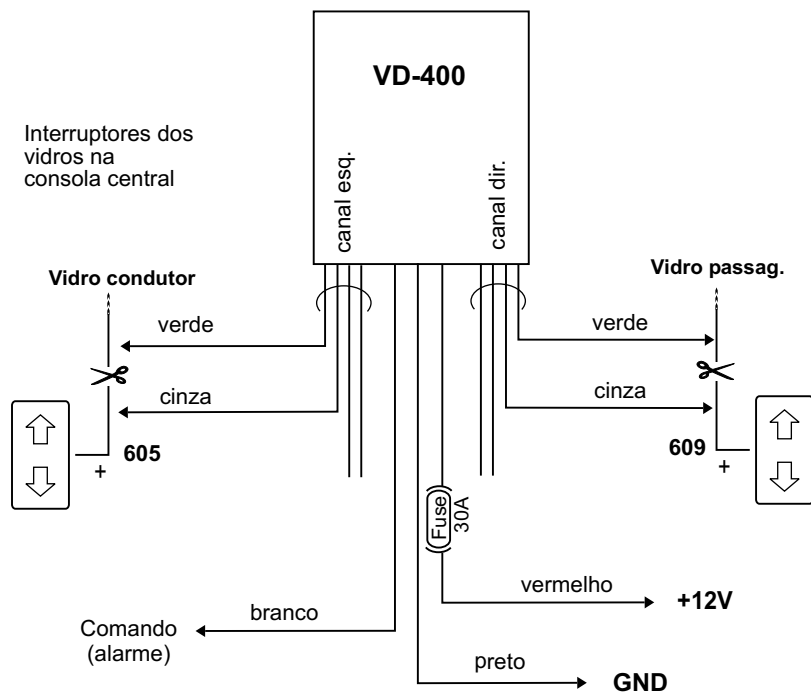 VD-400
Interruptores dos
vidros na
consola central
canal esq.
canal dir.
Vidro condutor
Vidro passag.
verde
verde
cinza
cinza
605
+
609
+
Fuse
30A
vermelho
+12V
branco
Comando
(alarme)
preto
GND